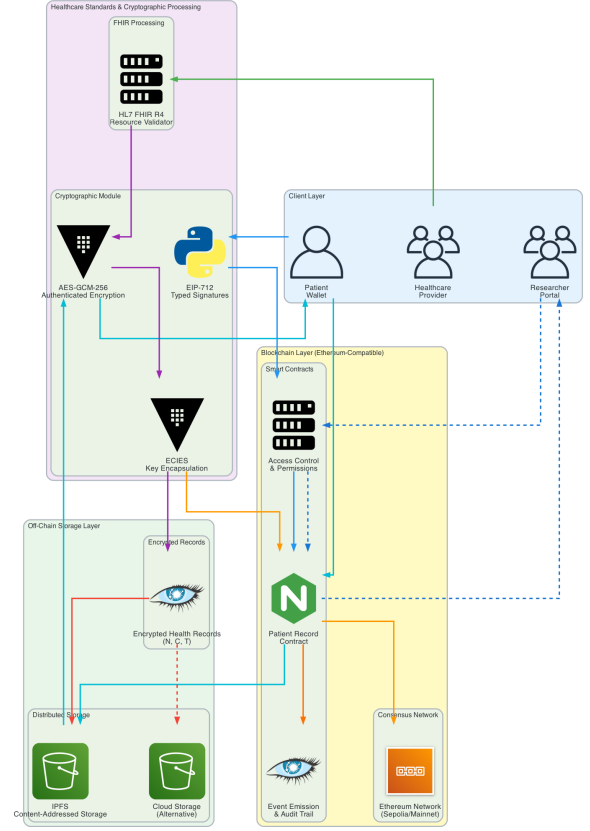 Healthcare Standards & Cryptographic Processing
FHIR Processing
HL7 FHIR R4
Resource Validator
Cryptographic Module
AES-GCM-256
Authenticated Encryption
EIP-712
Typed Signatures
ECIES
Key Encapsulation
Client Layer
Patient
Wallet
Healthcare
Provider
Researcher
Portal
Blockchain Layer (Ethereum-Compatible)
Smart Contracts
Access Control
& Permissions
N
Patient Record
Contract
Event Emission
& Audit Trail
Consensus Network
Ethereum Network
(Sepolia/Mainnet)
Off-Chain Storage Layer
Encrypted Records
Encrypted Health Records
(N, C, T)
Distributed Storage
IPFS
Content-Addressed Storage
Cloud Storage
(Alternative)